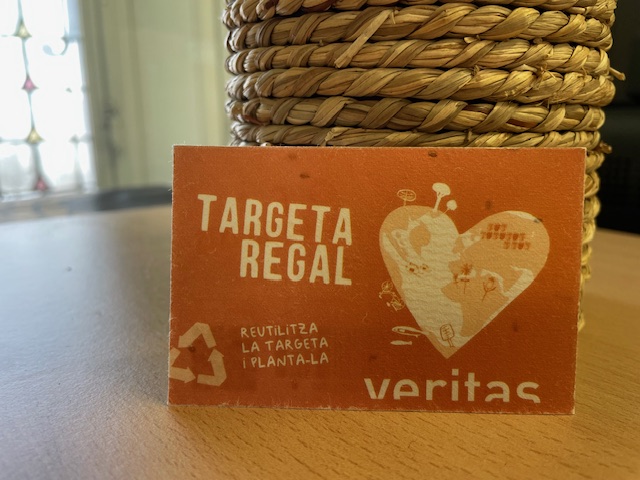 TARGETA
REGAL
REUTILITZA
LA TARGETA
I PLANTA-LA
veritas